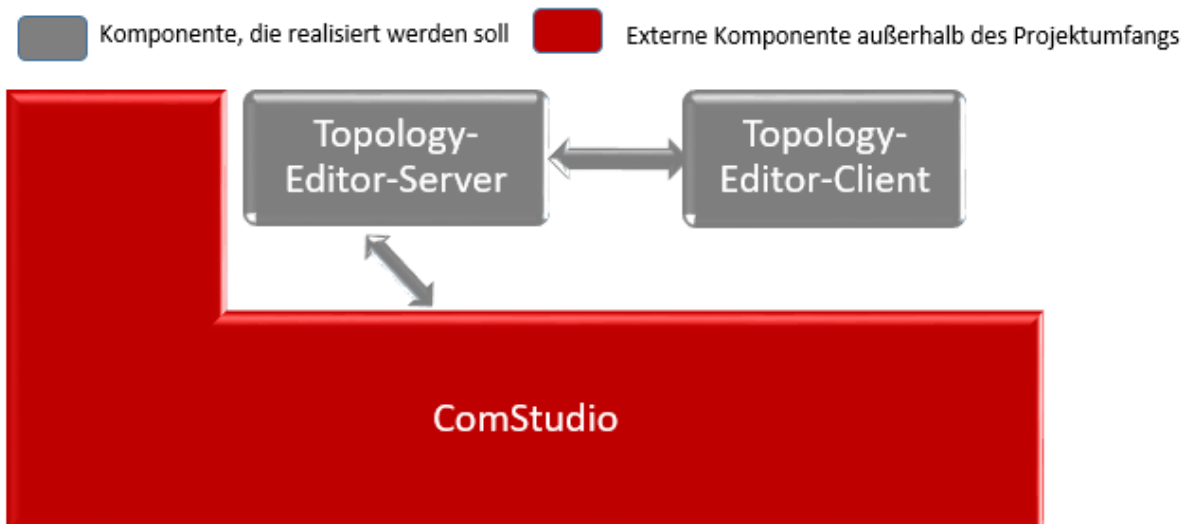 Komponente, die realisiert werden soll
Externe Komponente außerhalb des Projektumfangs
Topology-
Editor-Server
Topology-
Editor-Client
ComStudio